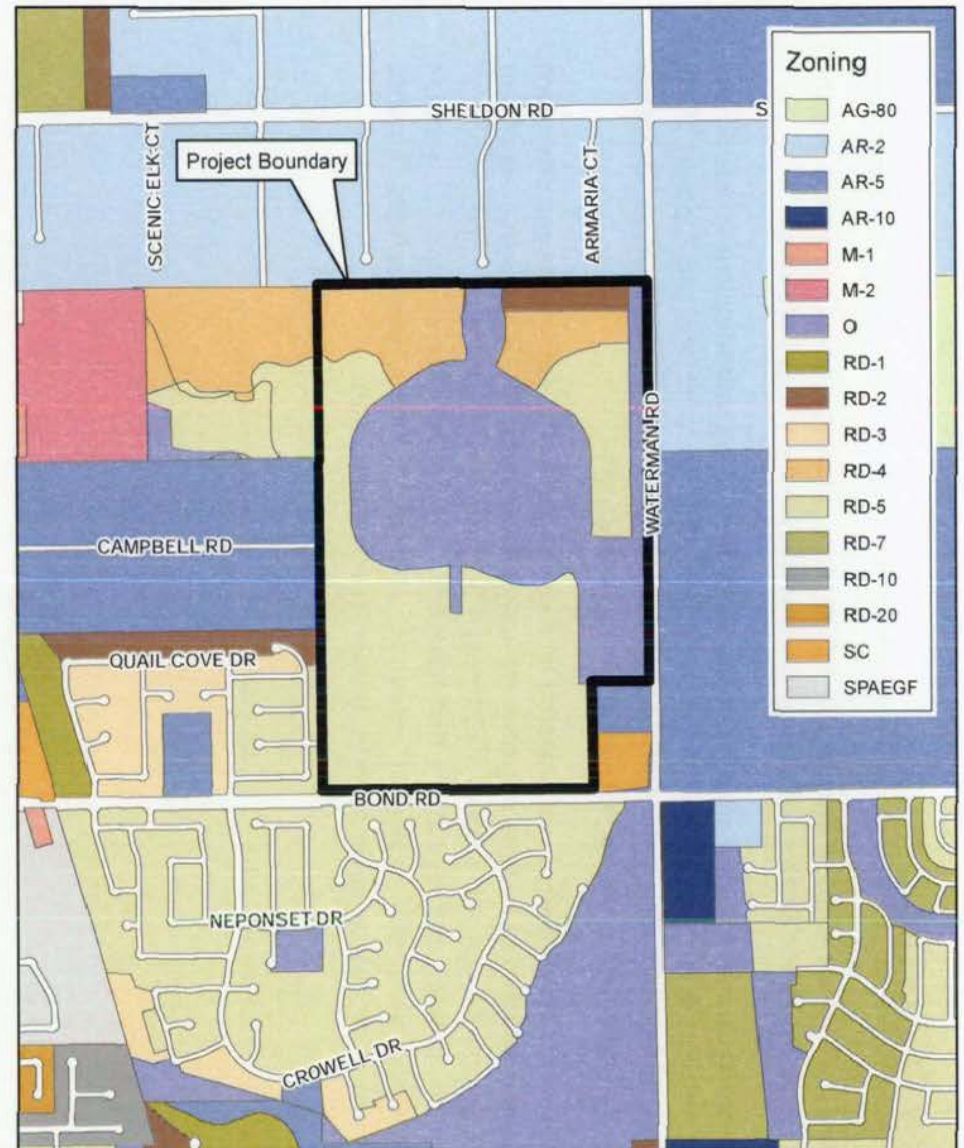 Zoning
AG-80
AR-2
AR-5
AR-10
M-1
M-2
O
RD-1
RD-2
RD-3
RD-4
RD-5
RD-7
RD-10
RD-20
SC
SPAEGF
SHELDON RD
S
Project Boundary
SCENIC ELK CT
ARMARIA CT
WATERMAN RD
CAMPBELL RD
QUAIL COVE DR
BOND RD
NEPONSET DR
CROWELL DR